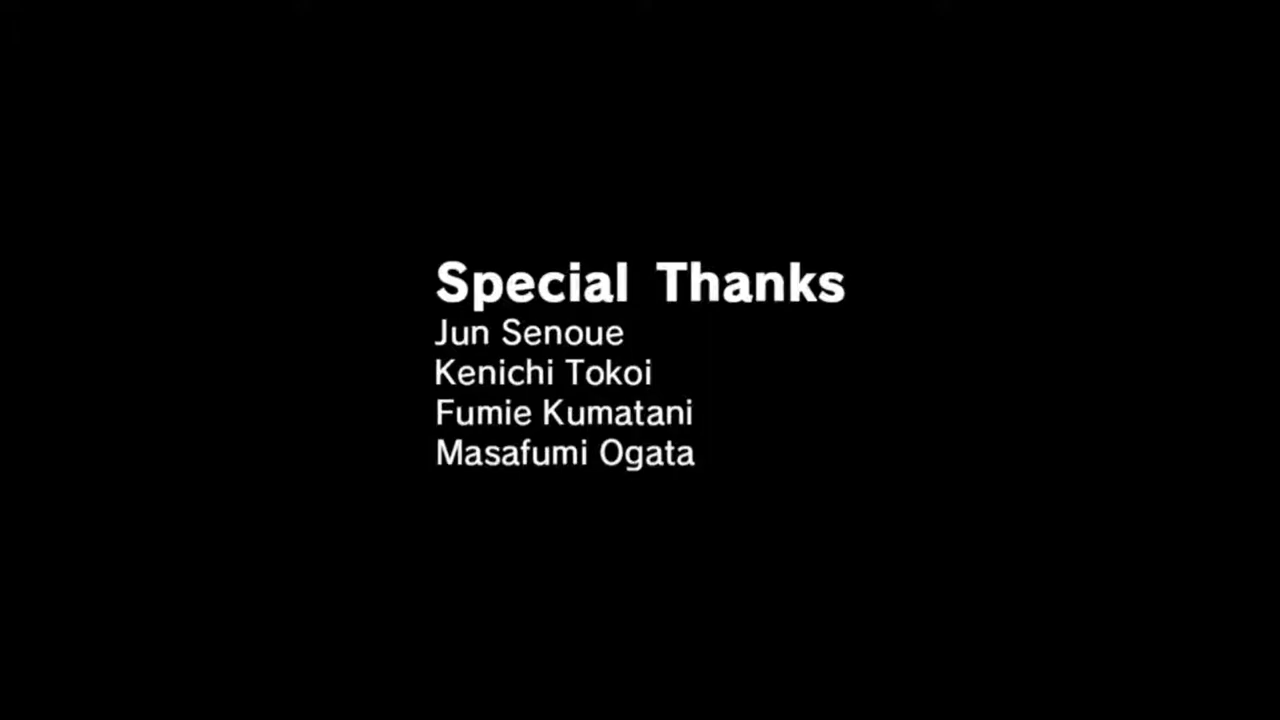 Special Thanks
Jun Senoue
Kenichi Tokoi
Fumie Kumatani
Masafumi Ogata